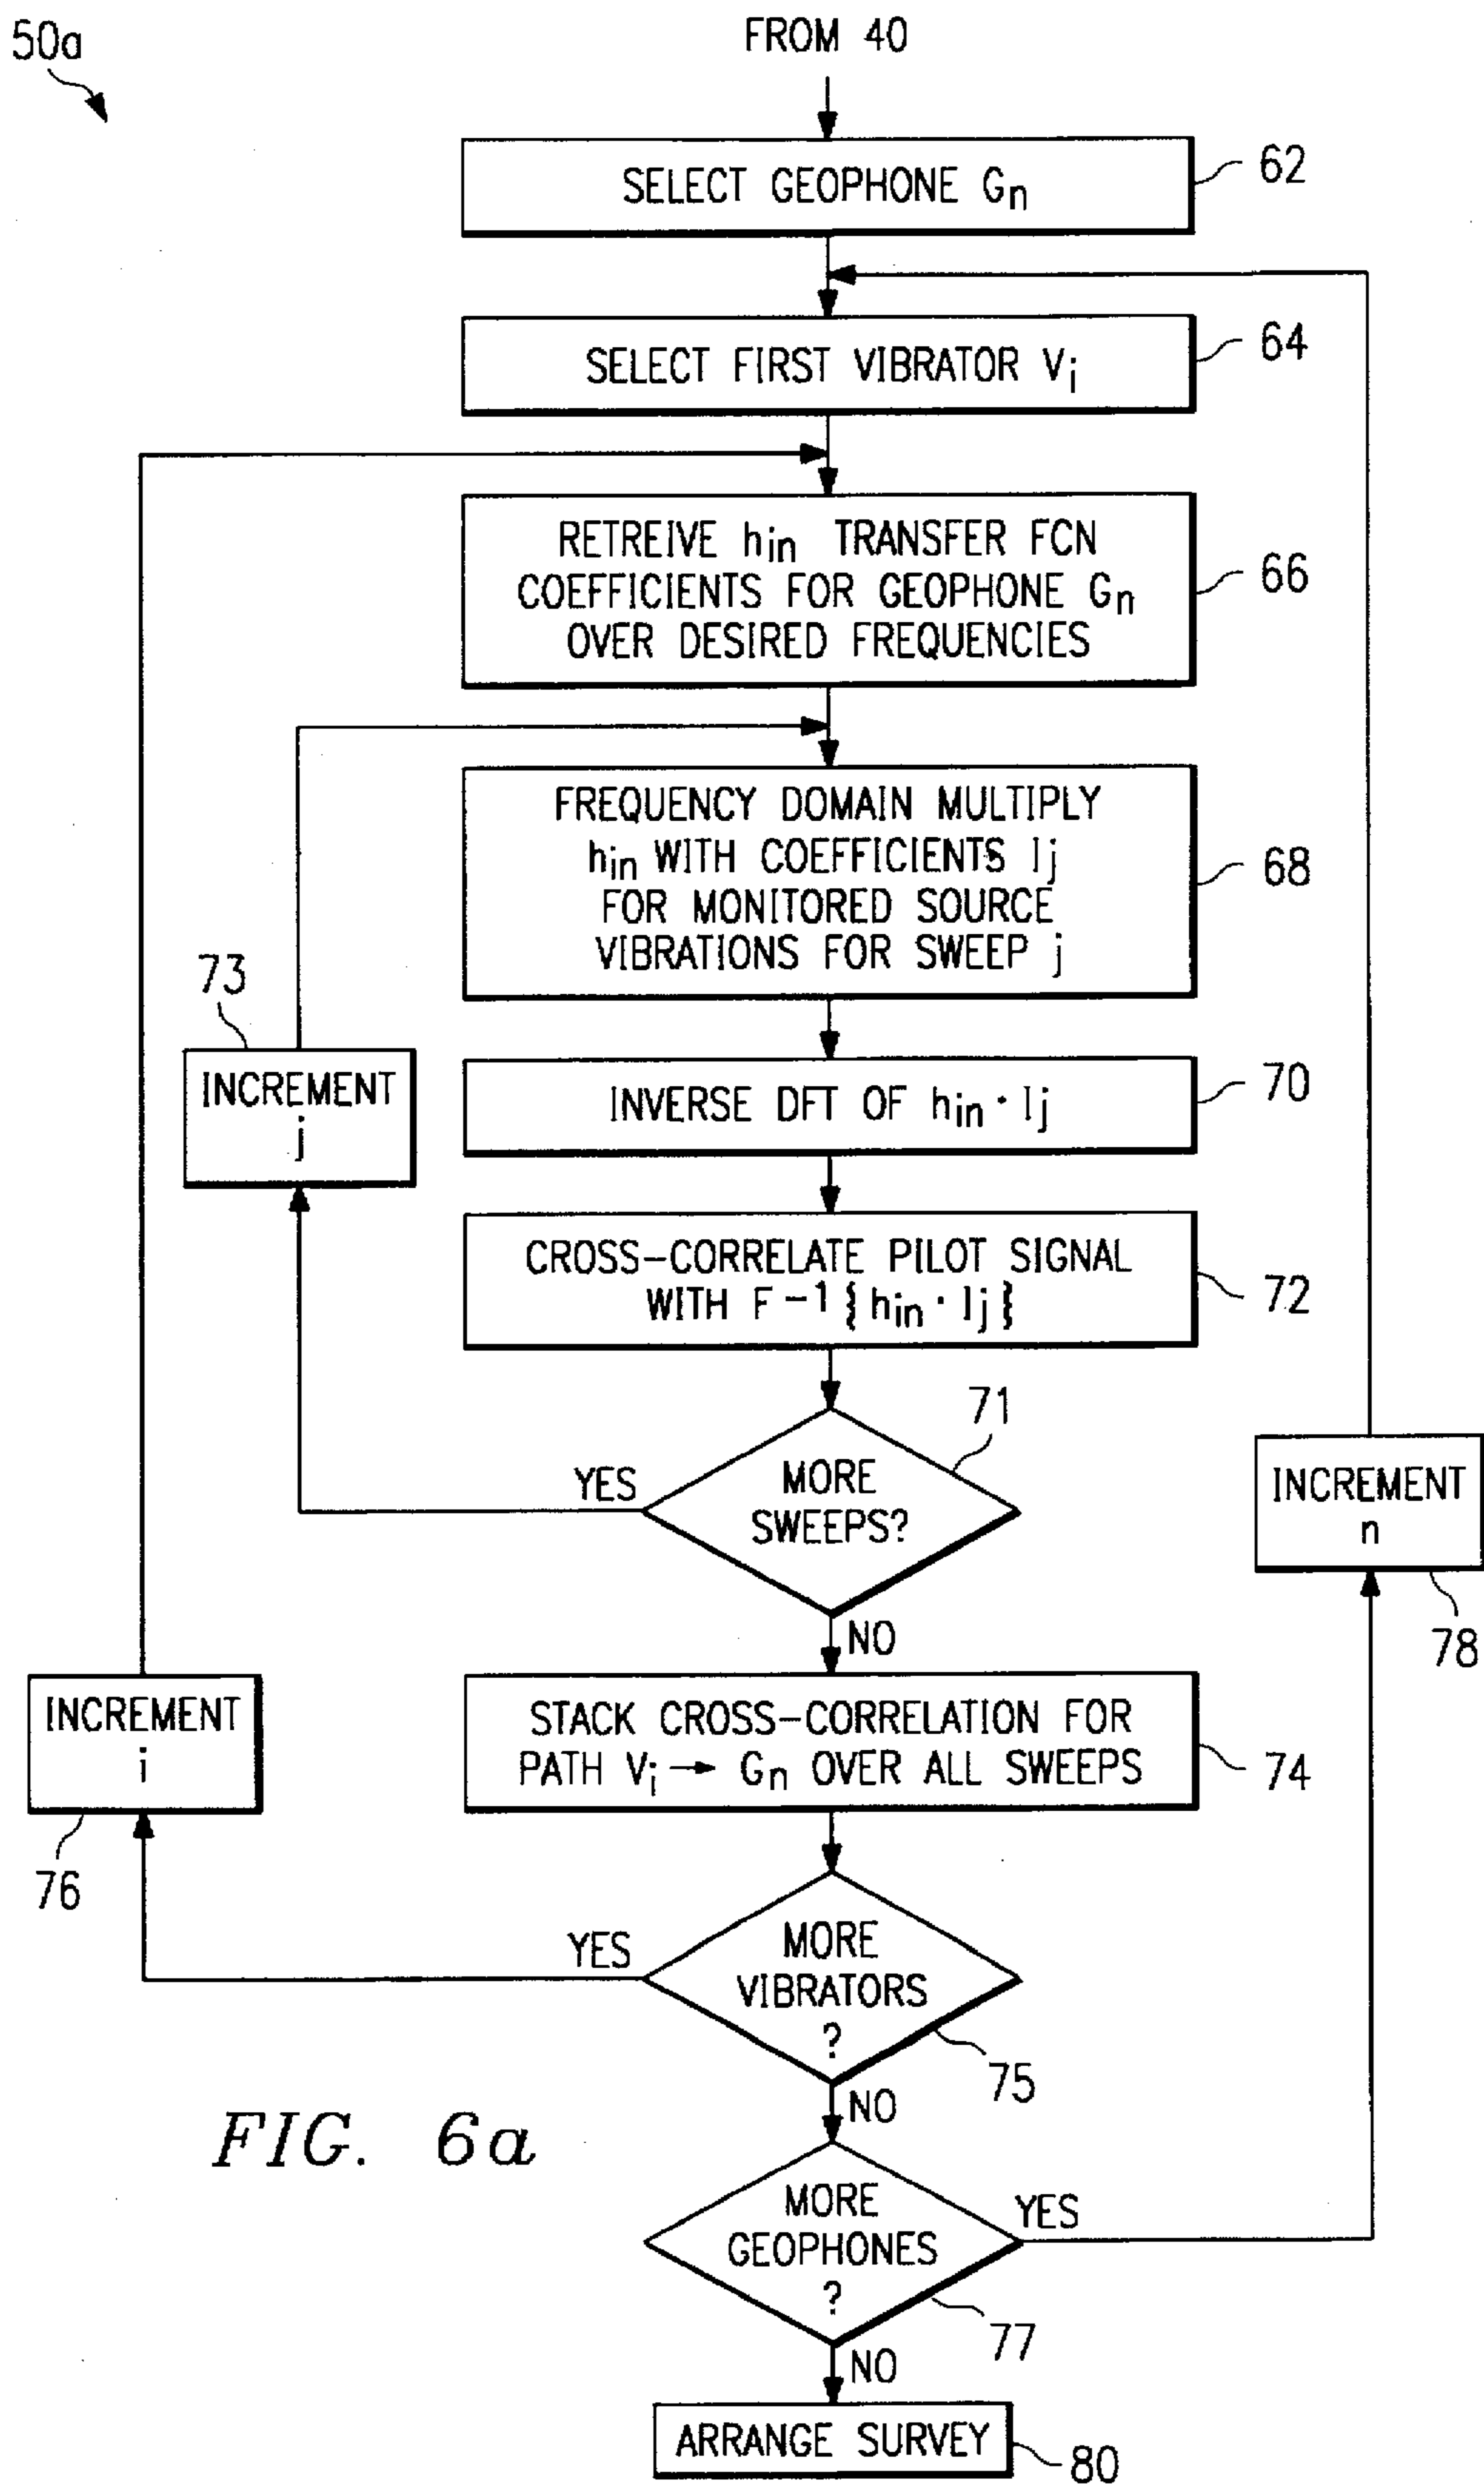 50a
FROM 40
SELECT GEOPHONE Gn
62
SELECT FIRST VIBRATOR Vi
64
RETREIVE hin TRANSFER FCN
COEFFICIENTS FOR GEOPHONE Gn
OVER DESIRED FREQUENCIES
66
FREQUENCY DOMAIN MULTIPLY
hin WITH COEFFICIENTS Ij
FOR MONITORED SOURCE
VIBRATIONS FOR SWEEP j
68
73
INCREMENT
j
INVERSE DFT OF hin · Ij
70
CROSS-CORRELATE PILOT SIGNAL
WITH F-1 {hin · Ij}
72
71
MORE
SWEEPS?
YES
NO
INCREMENT
n
78
INCREMENT
i
76
STACK CROSS-CORRELATION FOR
PATH Vi → Gn OVER ALL SWEEPS
74
MORE
VIBRATORS
?
YES
75
NO
FIG. 6a
MORE
GEOPHONES
?
YES
77
NO
ARRANGE SURVEY
80